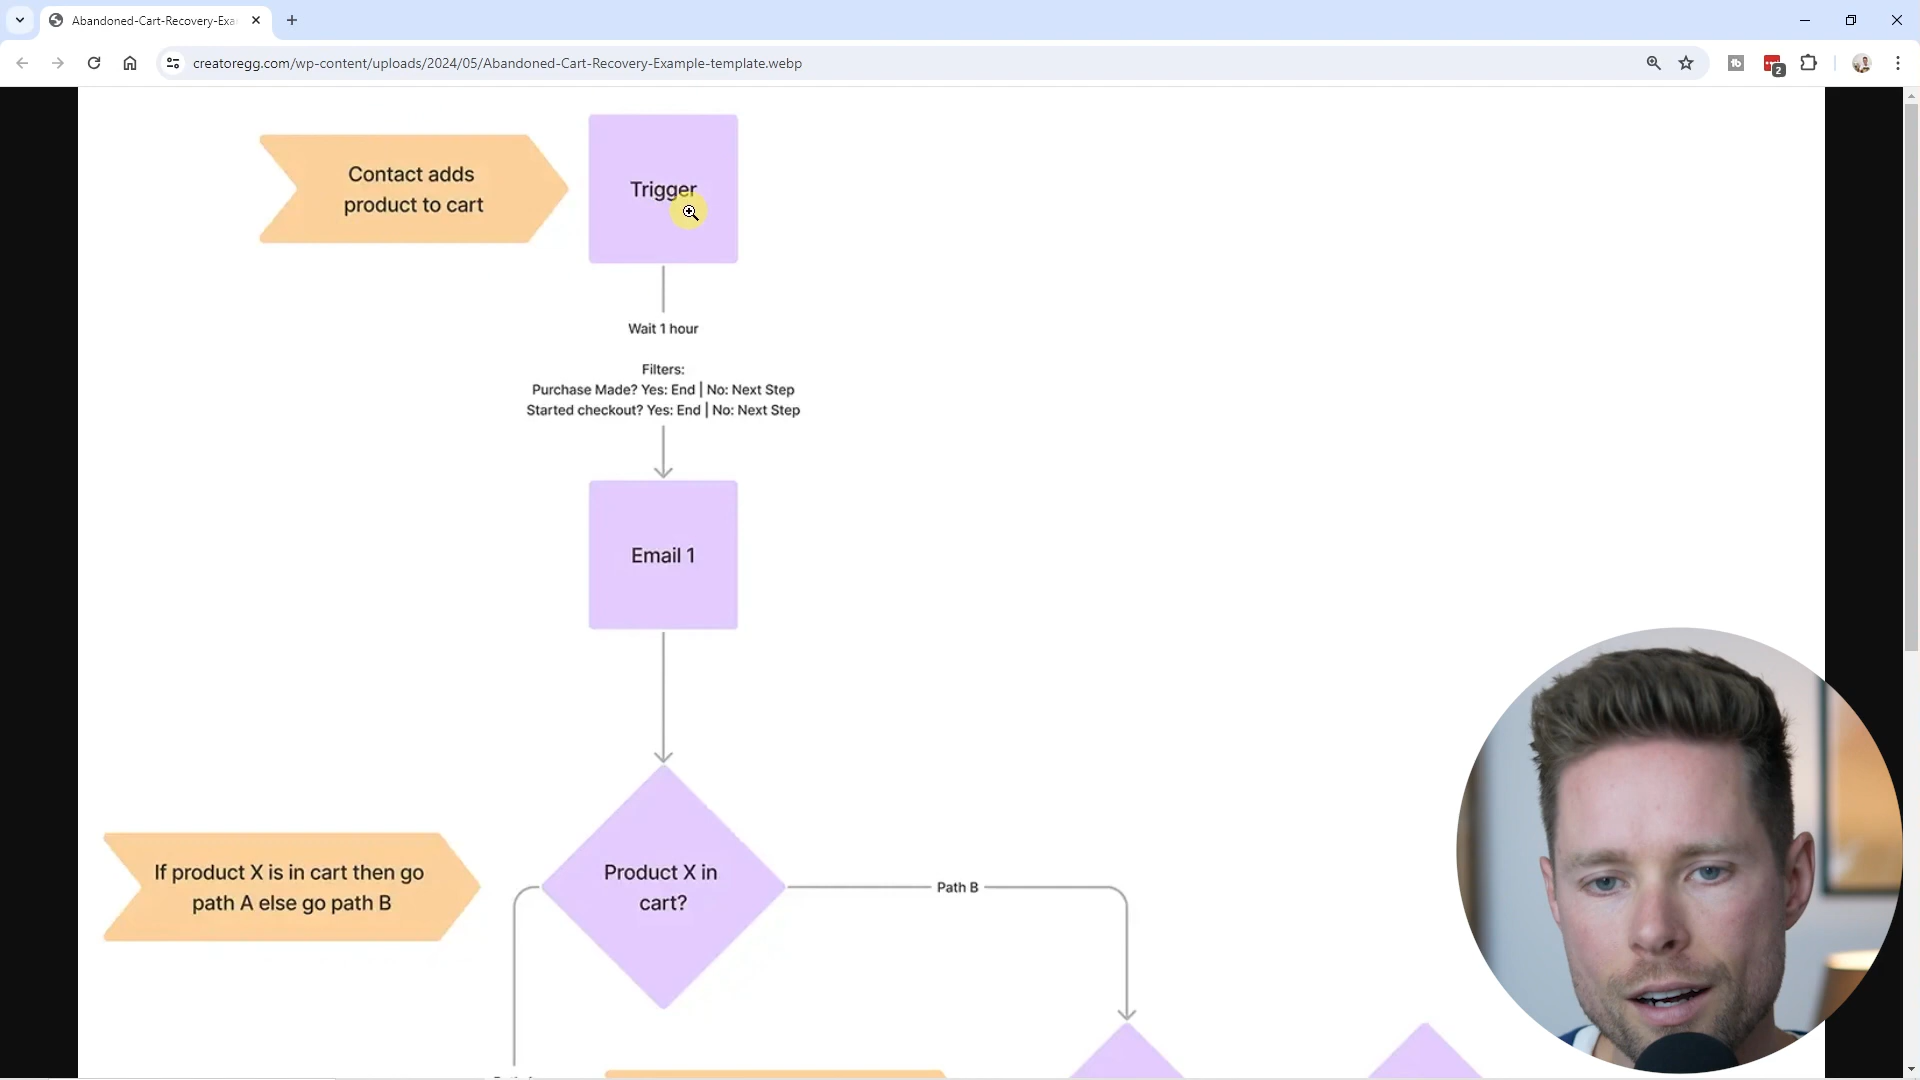 Abandoned-Cart-Recovery-Exa
creatoregg.com/wp-content/uploads/2024/05/Abandoned-Cart-Recovery-Example-template.webp
2
Contact adds
product to cart
Trigger
Wait 1 hour
Filters:
Purchase Made? Yes: End | No: Next Step
Started checkout? Yes: End | No: Next Step
Email 1
If product X is in cart then go
path A else go path B
Product X in
cart?
Path B